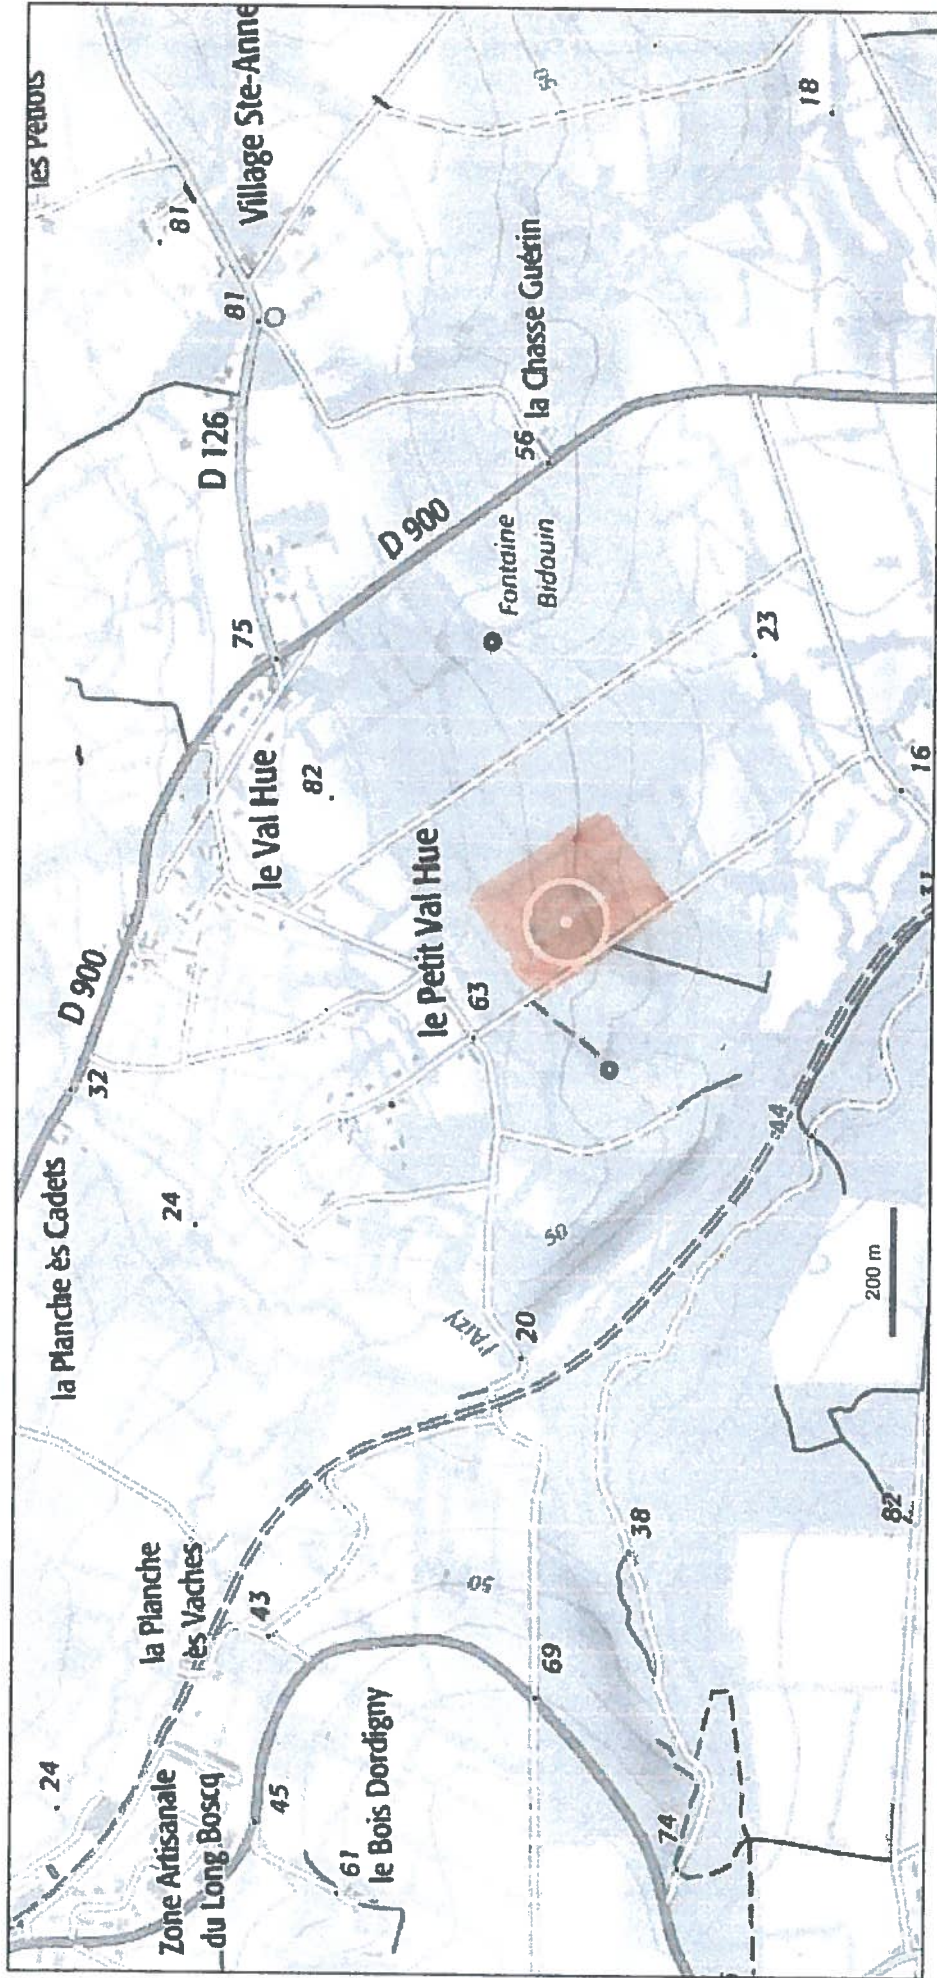 24
la Planche ès Cadets
32
D 900
les
Zone Artisanale
du Long Boscq
la Planche
ès Vaches
24
81
45
43
le Val Hue
75
D 126
81
Village Ste-Anne
61
le Bois Dordigny
82
D 900
50
l'Aizy
63
le Petit Val Hue
Fontaine
Bidouin
56
la Chasse Guérin
50
69
20
50
74
38
44
23
18
200 m
82
16